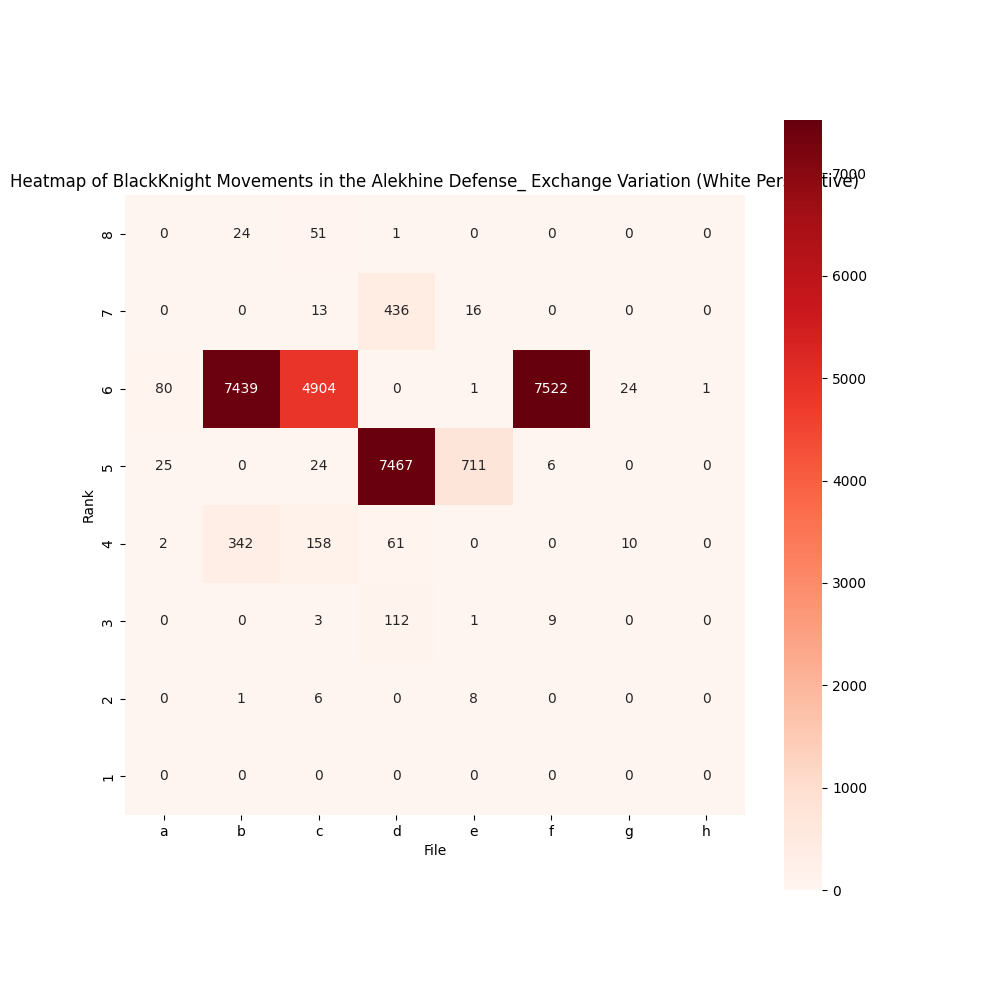 Heatmap of BlackKnight Movements in the Alekhine Defense_ Exchange Variation (White Per tive)
7000
8 0 24 51 1 0 0 0 0
6000
7 0 0 13 436 16 0 0 0
5000
6 80 7439 4904 0 1 7522 24 1
5 25 0 24 7467 711 6 0 0
4000
Rank
4 2 342 158 61 0 0 10 0
3000
3 0 0 3 112 1 9 0 0
2000
2 0 1 6 0 8 0 0 0
1000
1 0 0 0 0 0 0 0 0
a b c d e f g h
File
0